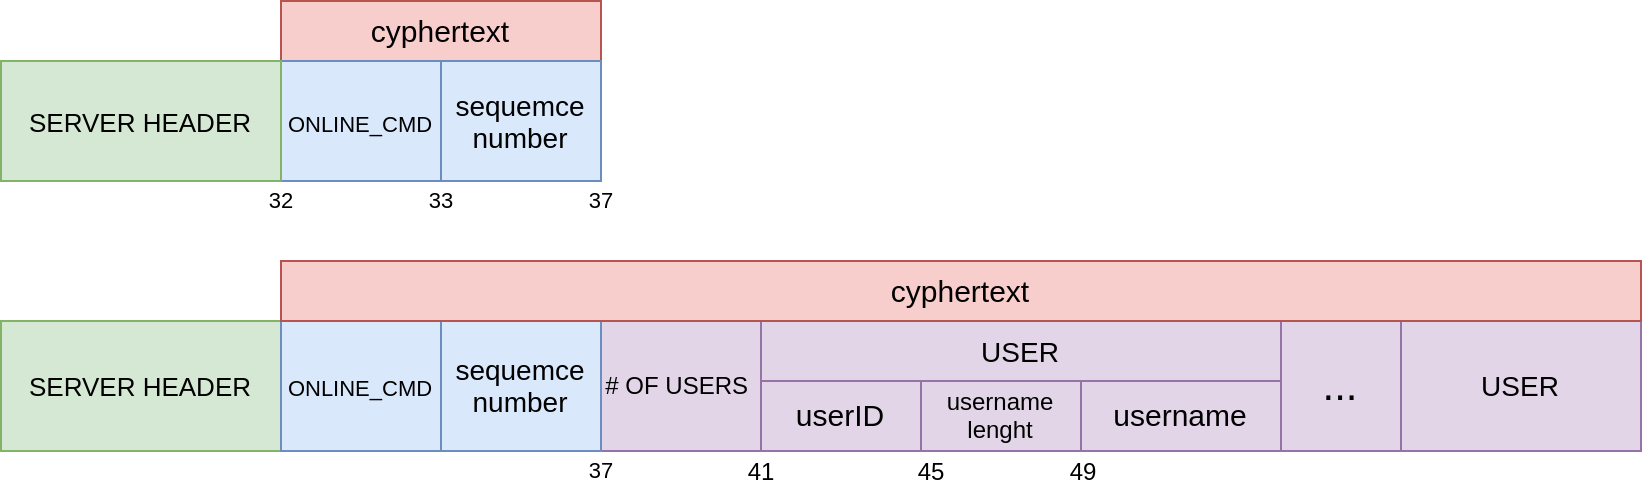 cyphertext
SERVER HEADER
ONLINE_CMD
sequemce
number
32
33
37
cyphertext
SERVER HEADER
ONLINE_CMD
sequemce
number
# OF USERS
USER
userID
username
lenght
username
...
USER
37
41
45
49